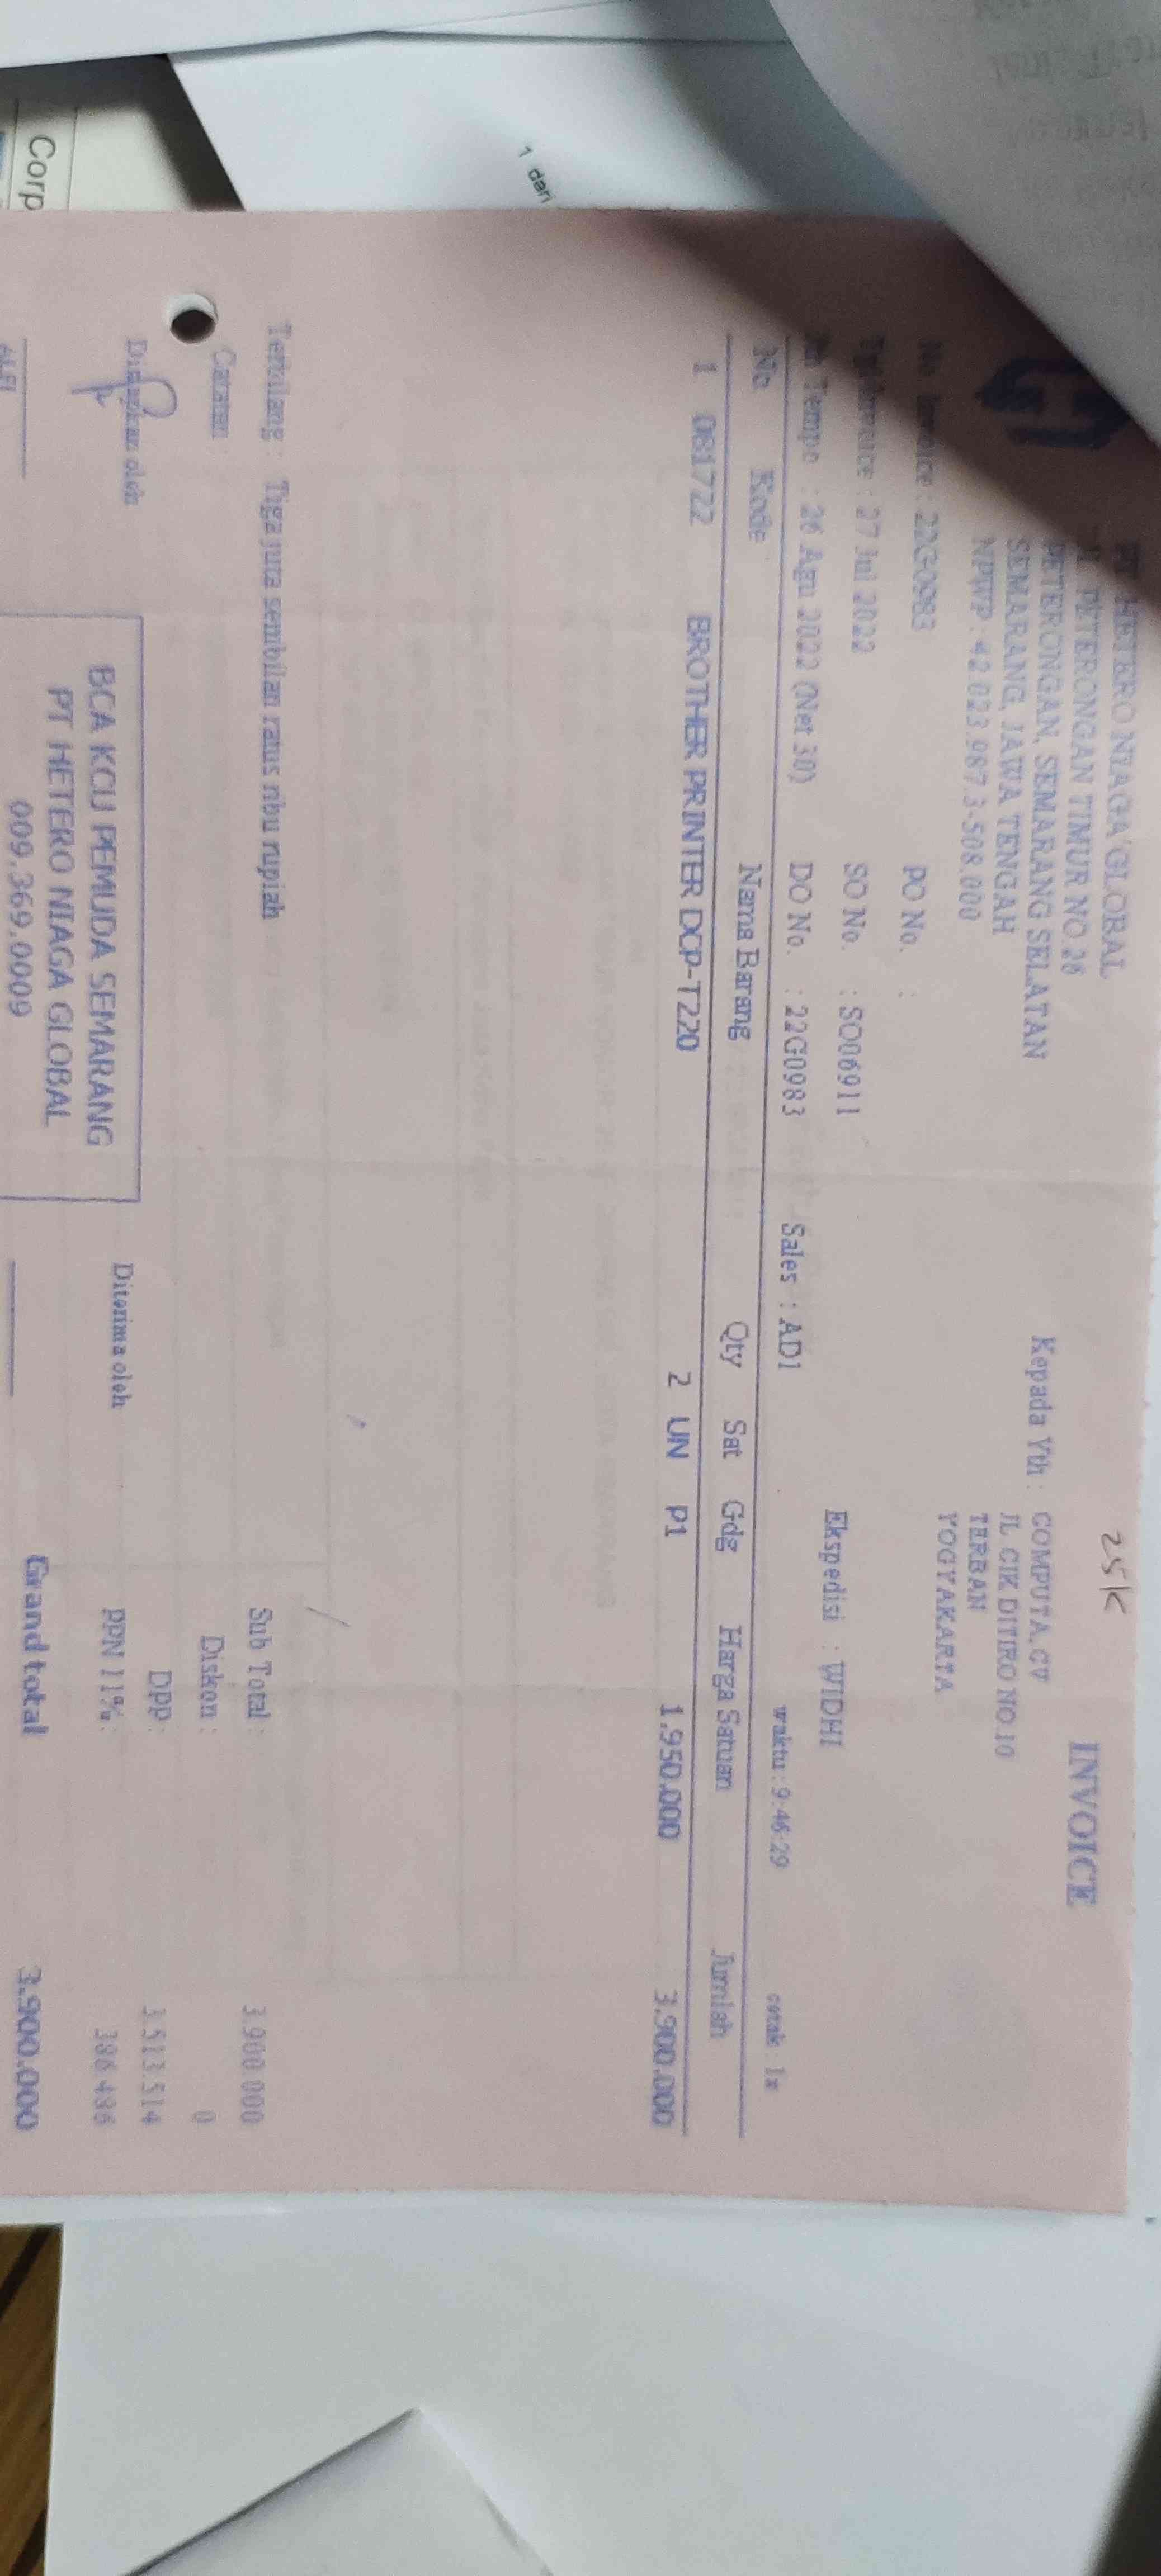 INVOICE
25K
PT HETERO NIAGA GLOBAL
JL. PETERONGAN TIMUR NO.26
PETERONGAN, SEMARANG SELATAN
SEMARANG, JAWA TENGAH
NPWP : 42.023.987.3-508.000
Kepada Yth : COMPUTA.CV
JL CIK DITIRO NO.10
TERBAN
YOGYAKARTA
No Invoice : 22G0983 PO No. :
Tgl Invoice : 27 Jul 2022 SO No. : SO06911 Ekspedisi : WIDHI
Jth Tempo : 26 Agu 2022 (Net 30) DO No. : 22G0983 Sales : AD1 waktu : 9:46:29 cetak 1x
No Kode Nama Barang Qty Sat Gdg Harga Satuan Jumlah
1 081722 BROTHER PRINTER DCP-T220 2 UN P1 1.950.000 3.900.000
Terbilang : Tiga juta sembilan ratus ribu rupiah
Sub Total : 3.900.000
Catatan : Diskon : 0
DPP : 3.513.514
Disiapkan oleh Diterima oleh PPN 11% : 386.486
BCA KCU PEMUDA SEMARANG
PT HETERO NIAGA GLOBAL
009.369.0009
Grand total 3.900.000
1 dari
Corp